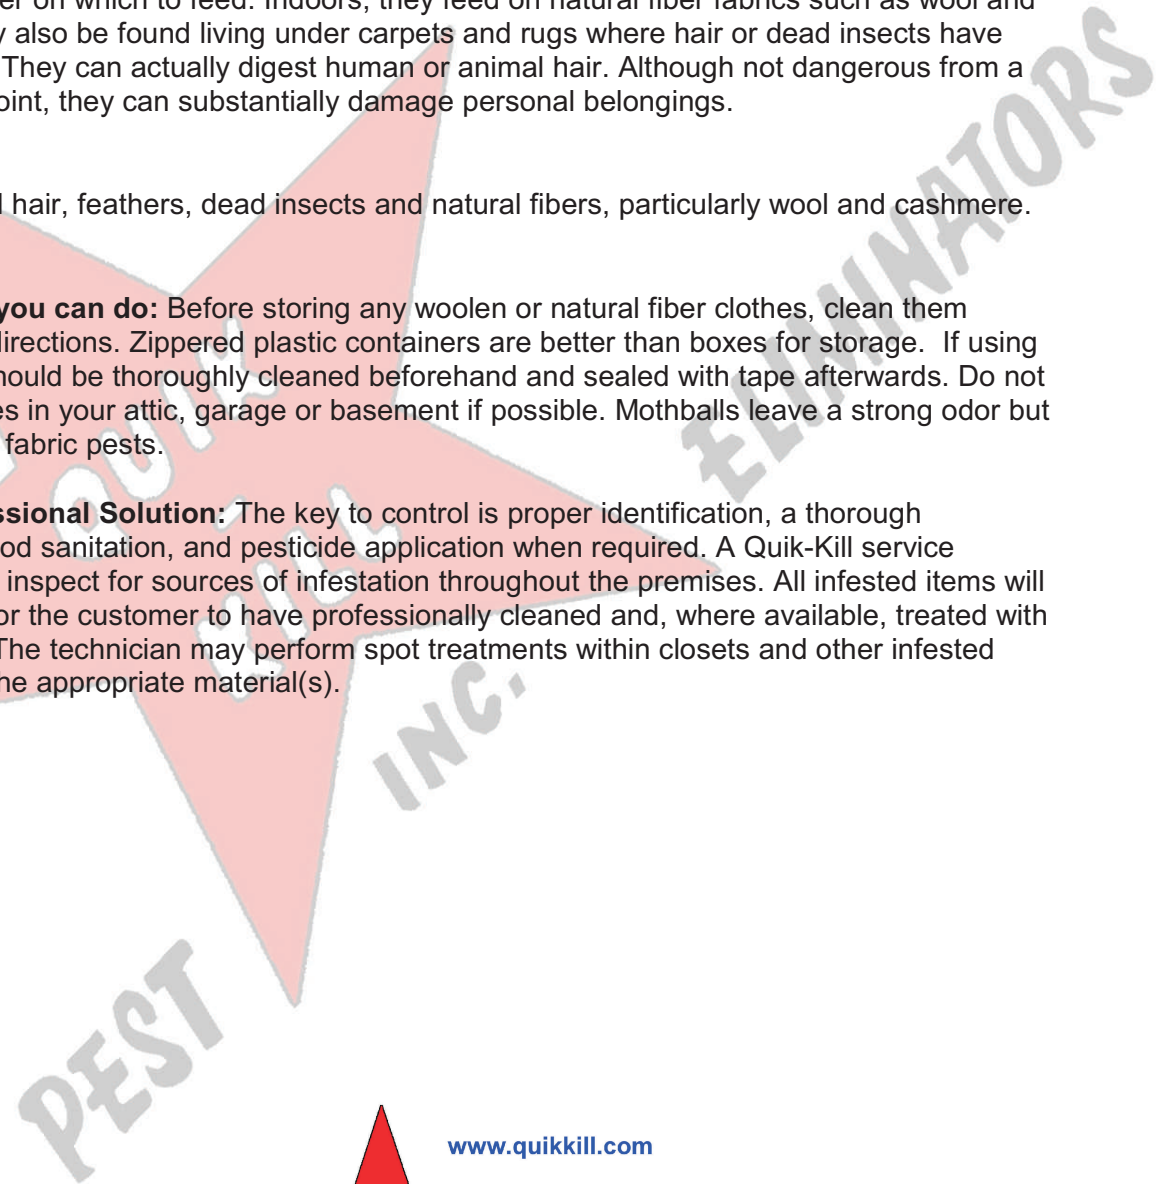 er on which to feed. Indoors, they feed on natural fiber fabrics such as wool and
y also be found living under carpets and rugs where hair or dead insects have
They can actually digest human or animal hair. Although not dangerous from a
oint, they can substantially damage personal belongings.
l hair, feathers, dead insects and natural fibers, particularly wool and cashmere.
you can do: Before storing any woolen or natural fiber clothes, clean them
directions. Zippered plastic containers are better than boxes for storage.  If using
hould be thoroughly cleaned beforehand and sealed with tape afterwards. Do not
es in your attic, garage or basement if possible. Mothballs leave a strong odor but
fabric pests.
ssional Solution: The key to control is proper identification, a thorough
od sanitation, and pesticide application when required. A Quik-Kill service
inspect for sources of infestation throughout the premises. All infested items will
or the customer to have professionally cleaned and, where available, treated with
The technician may perform spot treatments within closets and other infested
he appropriate material(s).
QUIK
-
KILL
INC.
PEST
ELIMINATORS
www.quikkill.com